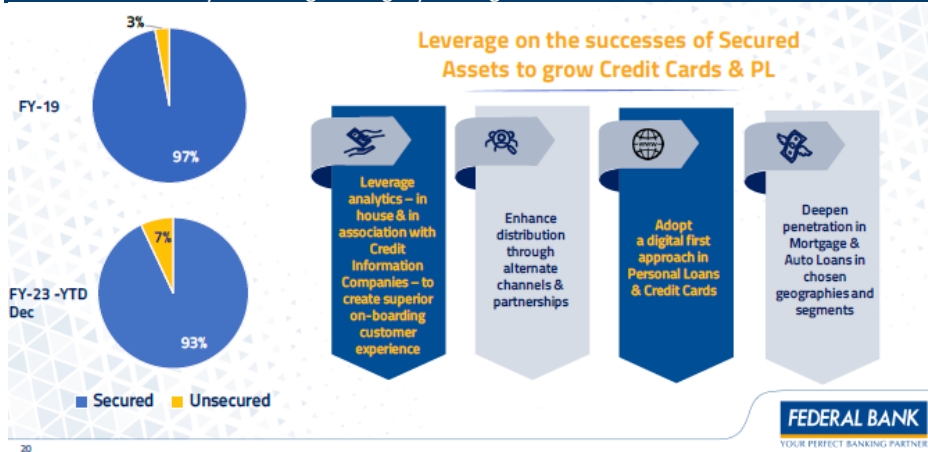 3%
FY-19
97%
7%
FY-23 -YTD
Dec
93%
Secured
Unsecured
Leverage on the successes of Secured
Assets to grow Credit Cards & PL
Leverage
analytics – in
house & in
association with
Credit
Information
Companies – to
create superior
on-boarding
customer
experience
Enhance
distribution
through
alternate
channels &
partnerships
Adopt
a digital first
approach in
Personal Loans
& Credit Cards
Deepen
penetration in
Mortgage &
Auto Loans in
chosen
geographies and
segments
20
FEDERAL BANK
YOUR PERFECT BANKING PARTNER